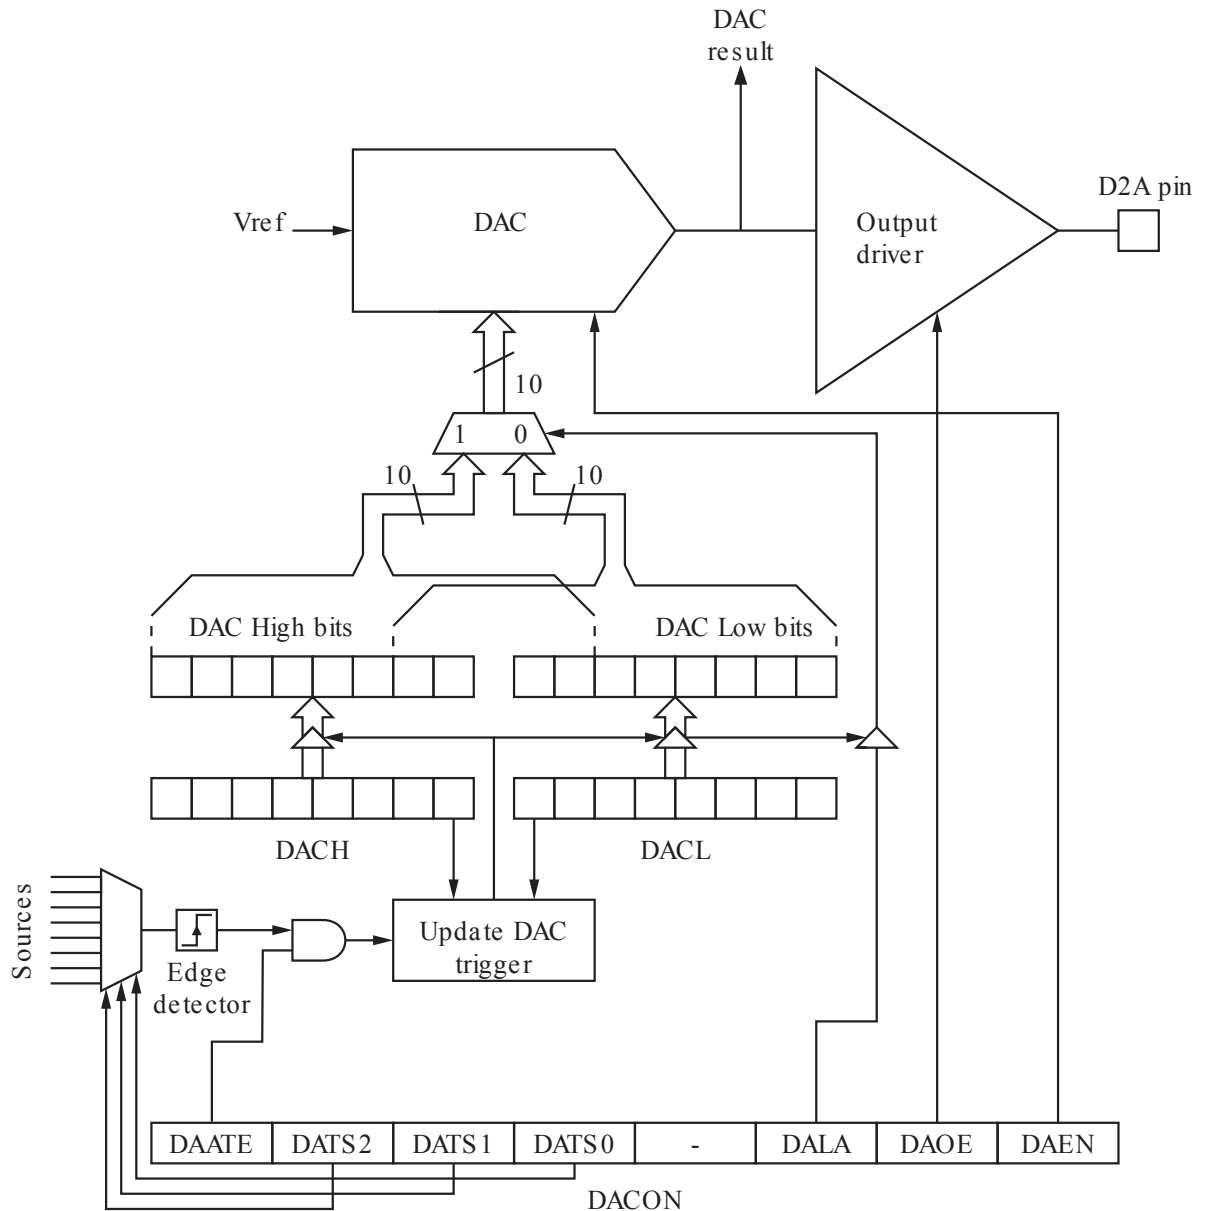 DAC
result
D2A pin
Vref
DAC
Output
driver
10
1 0
10 10
DAC High bits DAC Low bits
DACH DACL
Sources
Update DAC
trigger
Edge
detector
DAATE DATS2 DATS1 DATS0 - DALA DAOE DAEN
DACON